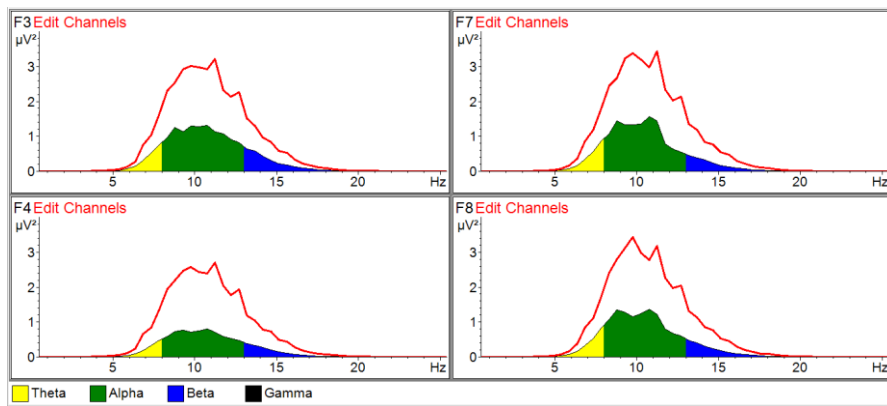 F3 Edit Channels
µV²
3
2
1
0
5 10 15 20 Hz
F7 Edit Channels
µV²
3
2
1
0
5 10 15 20 Hz
F4 Edit Channels
µV²
3
2
1
0
5 10 15 20 Hz
F8 Edit Channels
µV²
3
2
1
0
5 10 15 20 Hz
Theta Alpha Beta Gamma